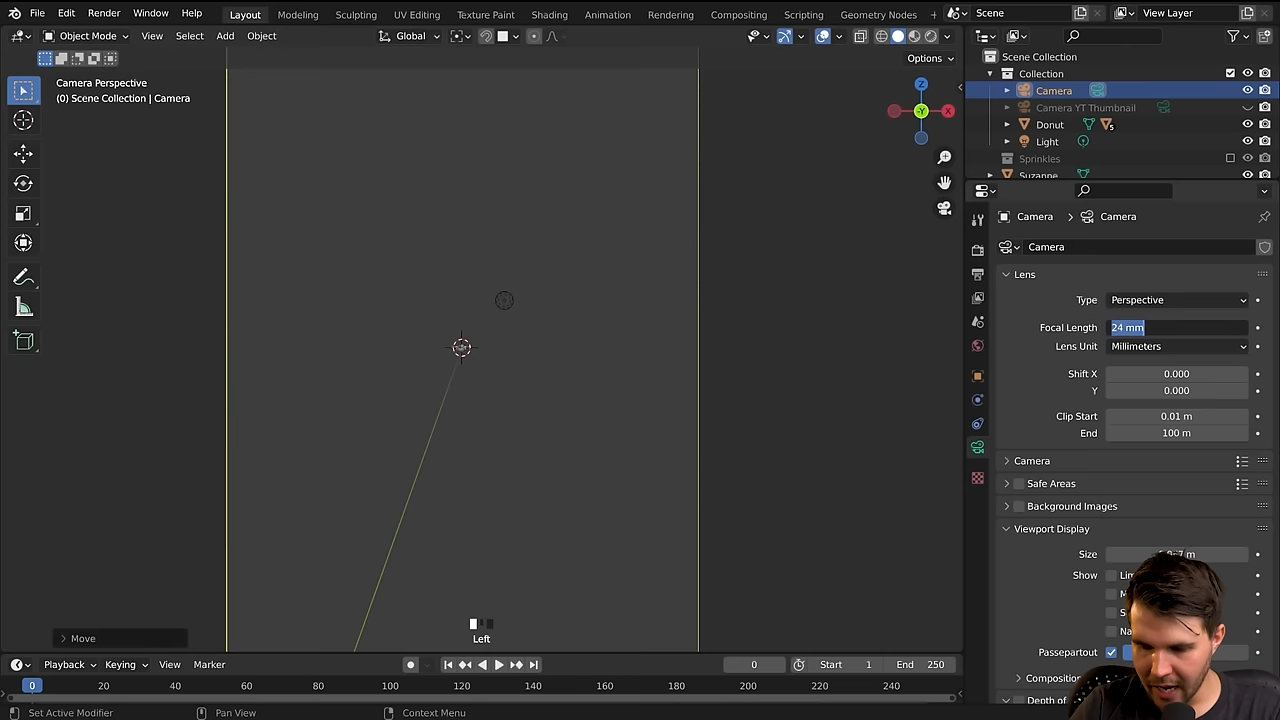 File Edit Render Window Help Layout Modeling Sculpting UV Editing Texture Paint Shading Animation Rendering Compositing Scripting Geometry Nodes + Scene View Layer
Object Mode View Select Add Object Global
Options
Camera Perspective
(0) Scene Collection | Camera
Z
-Y
X
Scene Collection
Collection
Camera
Camera YT Thumbnail
Donut 5
Light
Sprinkles
Suzanne
Camera > Camera
Camera
Lens
Type Perspective
Focal Length 24 mm
Lens Unit Millimeters
Shift X 0.000
Y 0.000
Clip Start 0.01 m
End 100 m
Camera
Safe Areas
Background Images
Viewport Display
Size m
Show
Passepartout
Depth of
Left
Move
Playback Keying View Marker 0 Start 1 End 250
0 20 40 60 80 100 120 140 160 180 200 220 240
Set Active Modifier Pan View Context Menu